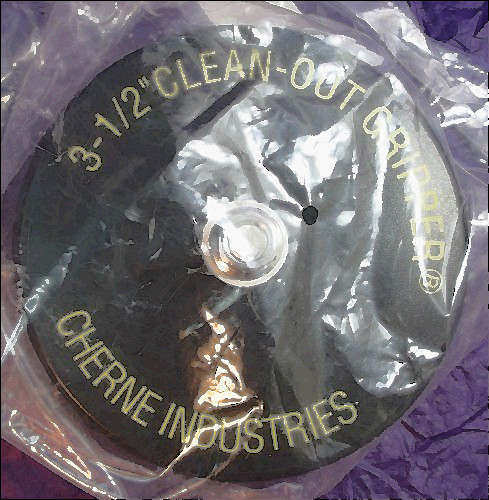 3-1/2" CLEAN-OUT GRIPPER®
CHERNE INDUSTRIES